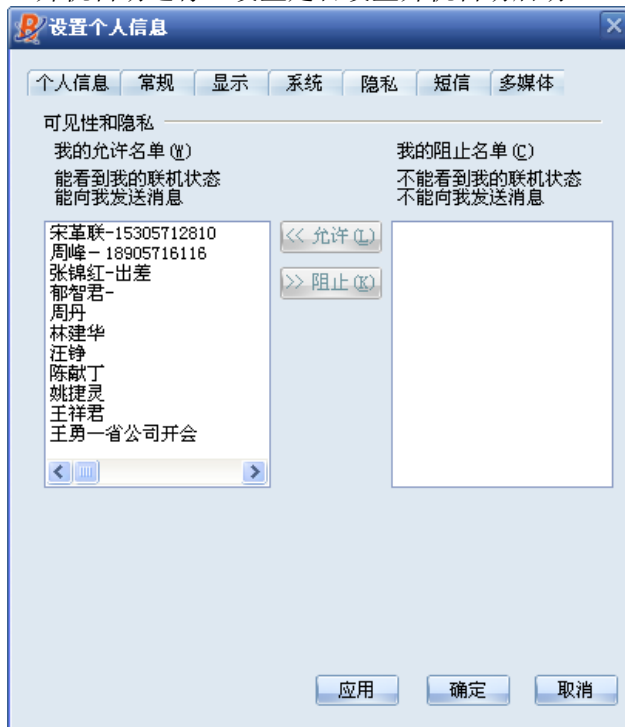 设置个人信息
个人信息 常规 显示 系统 隐私 短信 多媒体
可见性和隐私
我的允许名单(W)
能看到我的联机状态
能向我发送消息
我的阻止名单(C)
不能看到我的联机状态
不能向我发送消息
宋革联-15305712810
周峰－18905716116
张锦红-出差
郁智君-
周丹
林建华
汪铮
陈献丁
姚捷灵
王祥君
王勇一省公司开会
<< 允许(L)
>> 阻止(K)
应用 确定 取消